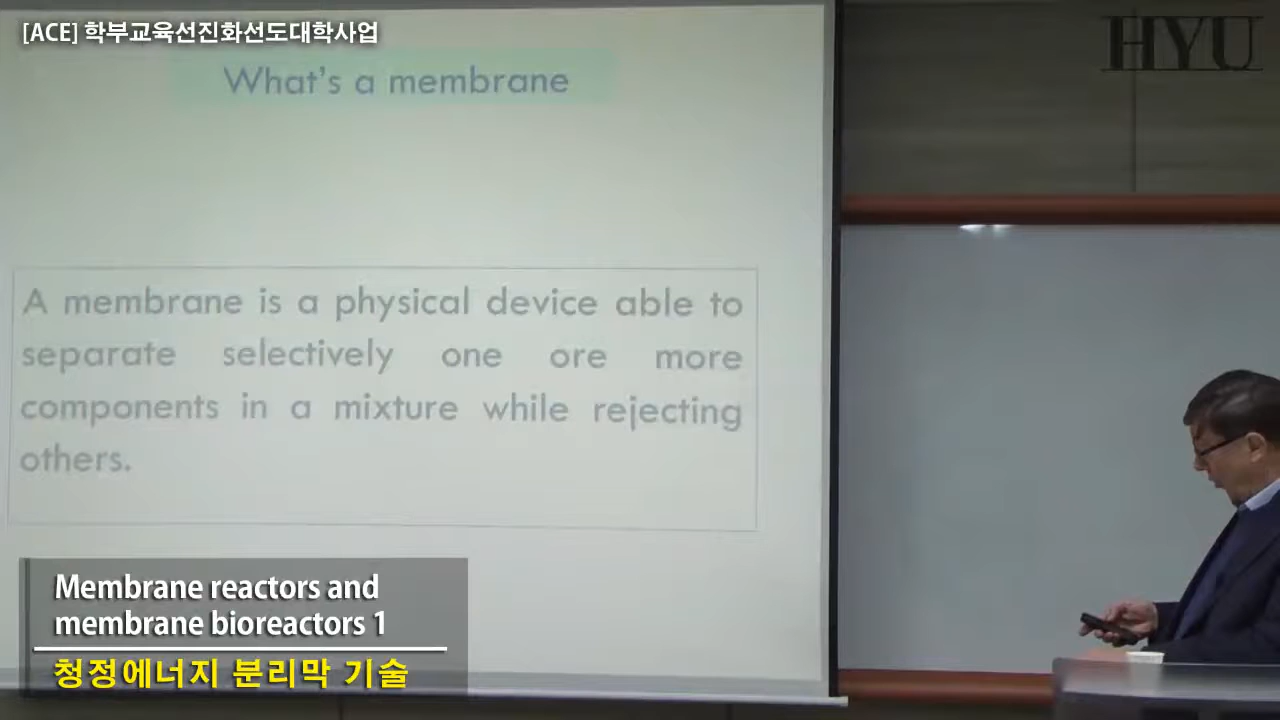 [ACE] 학부교육선진화선도대학사업
HYU
What's a membrane
A membrane is a physical device able to
separate selectively one ore more
components in a mixture while rejecting
others.
Membrane reactors and
membrane bioreactors 1
청정에너지 분리막 기술